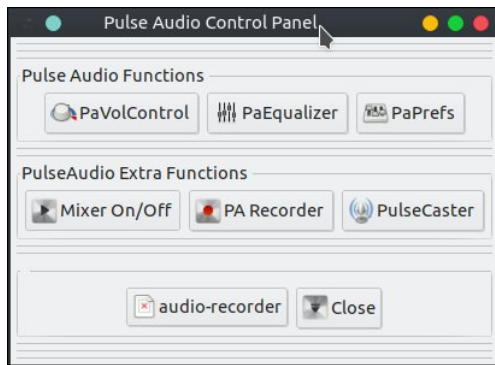 Pulse Audio Control Panel
Pulse Audio Functions
PaVolControl PaEqualizer PaPrefs
PulseAudio Extra Functions
Mixer On/Off PA Recorder PulseCaster
audio-recorder Close